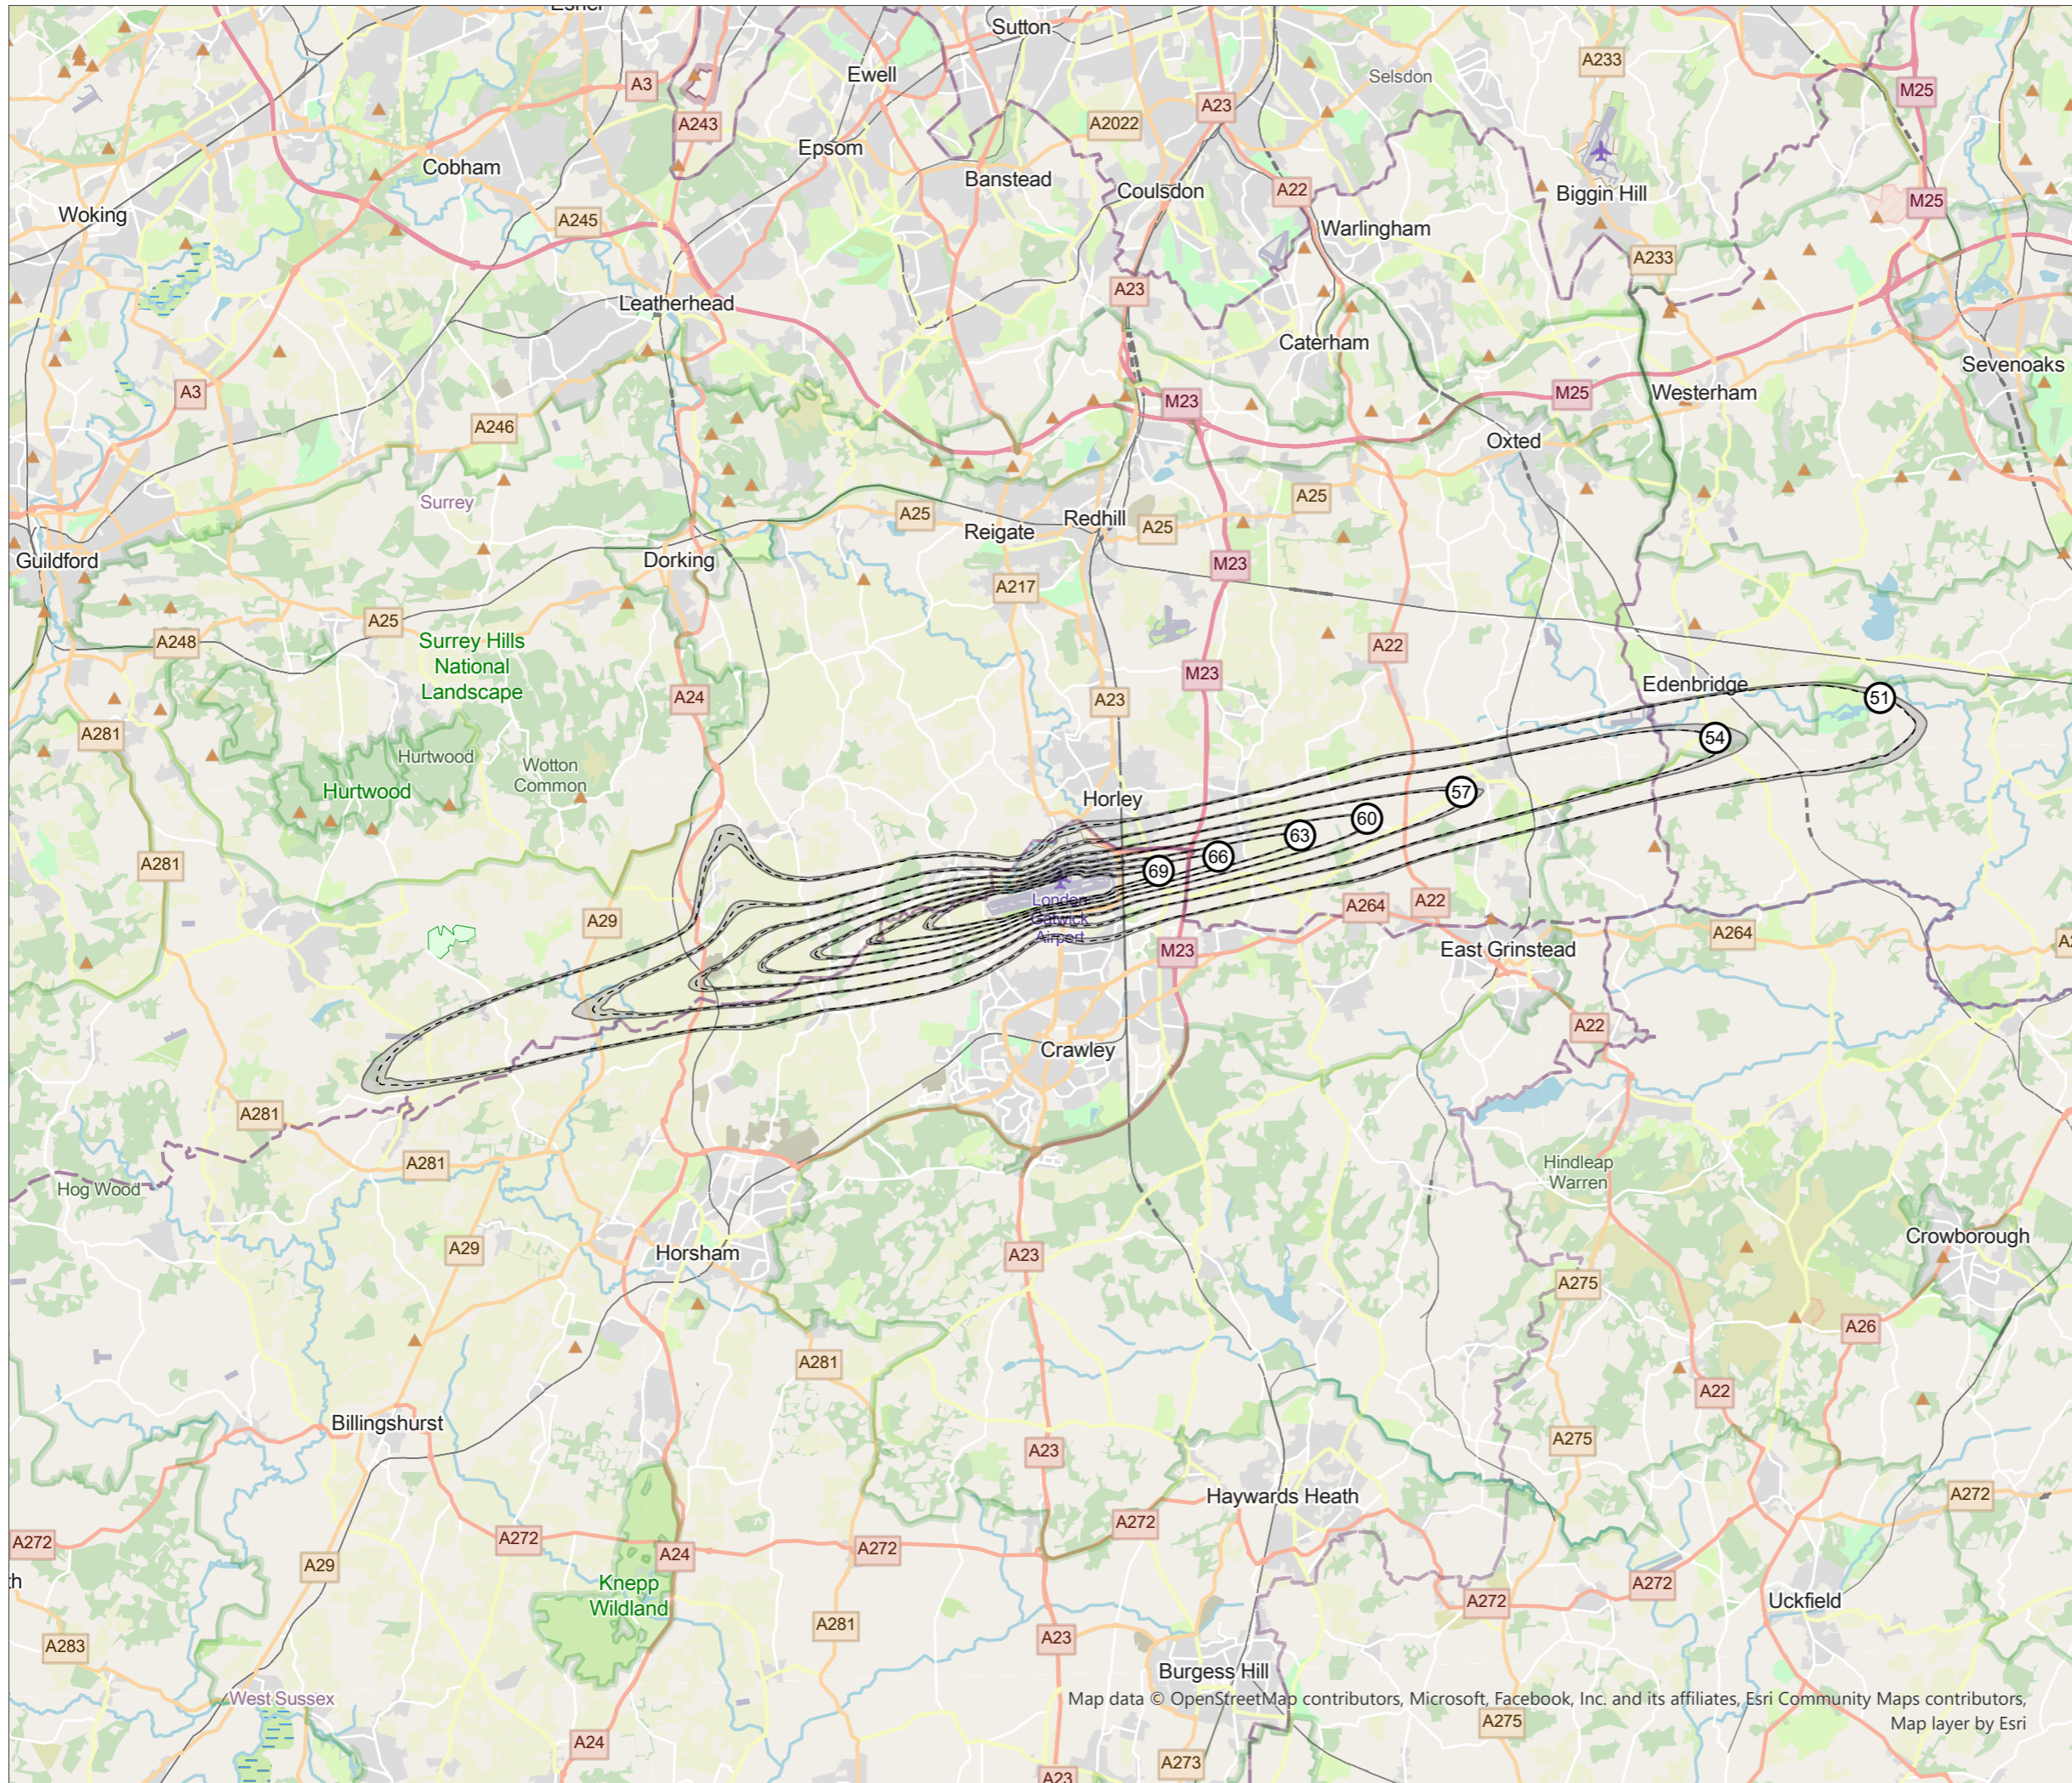 Sutton
A233
Ewell
Selsdon
A3
M25
A23
A243
A2022
Epsom
Cobham
Banstead
Coulsdon
A22
Biggin Hill
M25
Woking
A245
Warlingham
A233
A23
Leatherhead
Caterham
Sevenoaks
A3
M25
Westerham
M23
A246
Oxted
Surrey
A25
A25
Redhill
A25
Reigate
Guildford
Dorking
M23
A217
A25
A248
Surrey Hills
National
Landscape
A22
M23
Edenbridge
A24
A23
51
A281
54
Hurtwood
Wotton
Common
Hurtwood
57
Horley
60
63
A281
66
69
London
Gatwick
Airport
A22
A264
A29
A264
East Grinstead
M23
A22
Crawley
A281
A281
Hindleap
Warren
Hog Wood
Crowborough
A29
Horsham
A23
A275
A26
A281
A22
Billingshurst
A275
A23
Haywards Heath
A272
A272
A272
A272
A272
A24
A29
Knepp
Wildland
A272
A272
Uckfield
A281
A23
A283
Burgess Hill
West Sussex
Map data © OpenStreetMap contributors, Microsoft, Facebook, Inc. and its affiliates, Esri Community Maps contributors,
Map layer by Esri
A275
A24
A273
A23